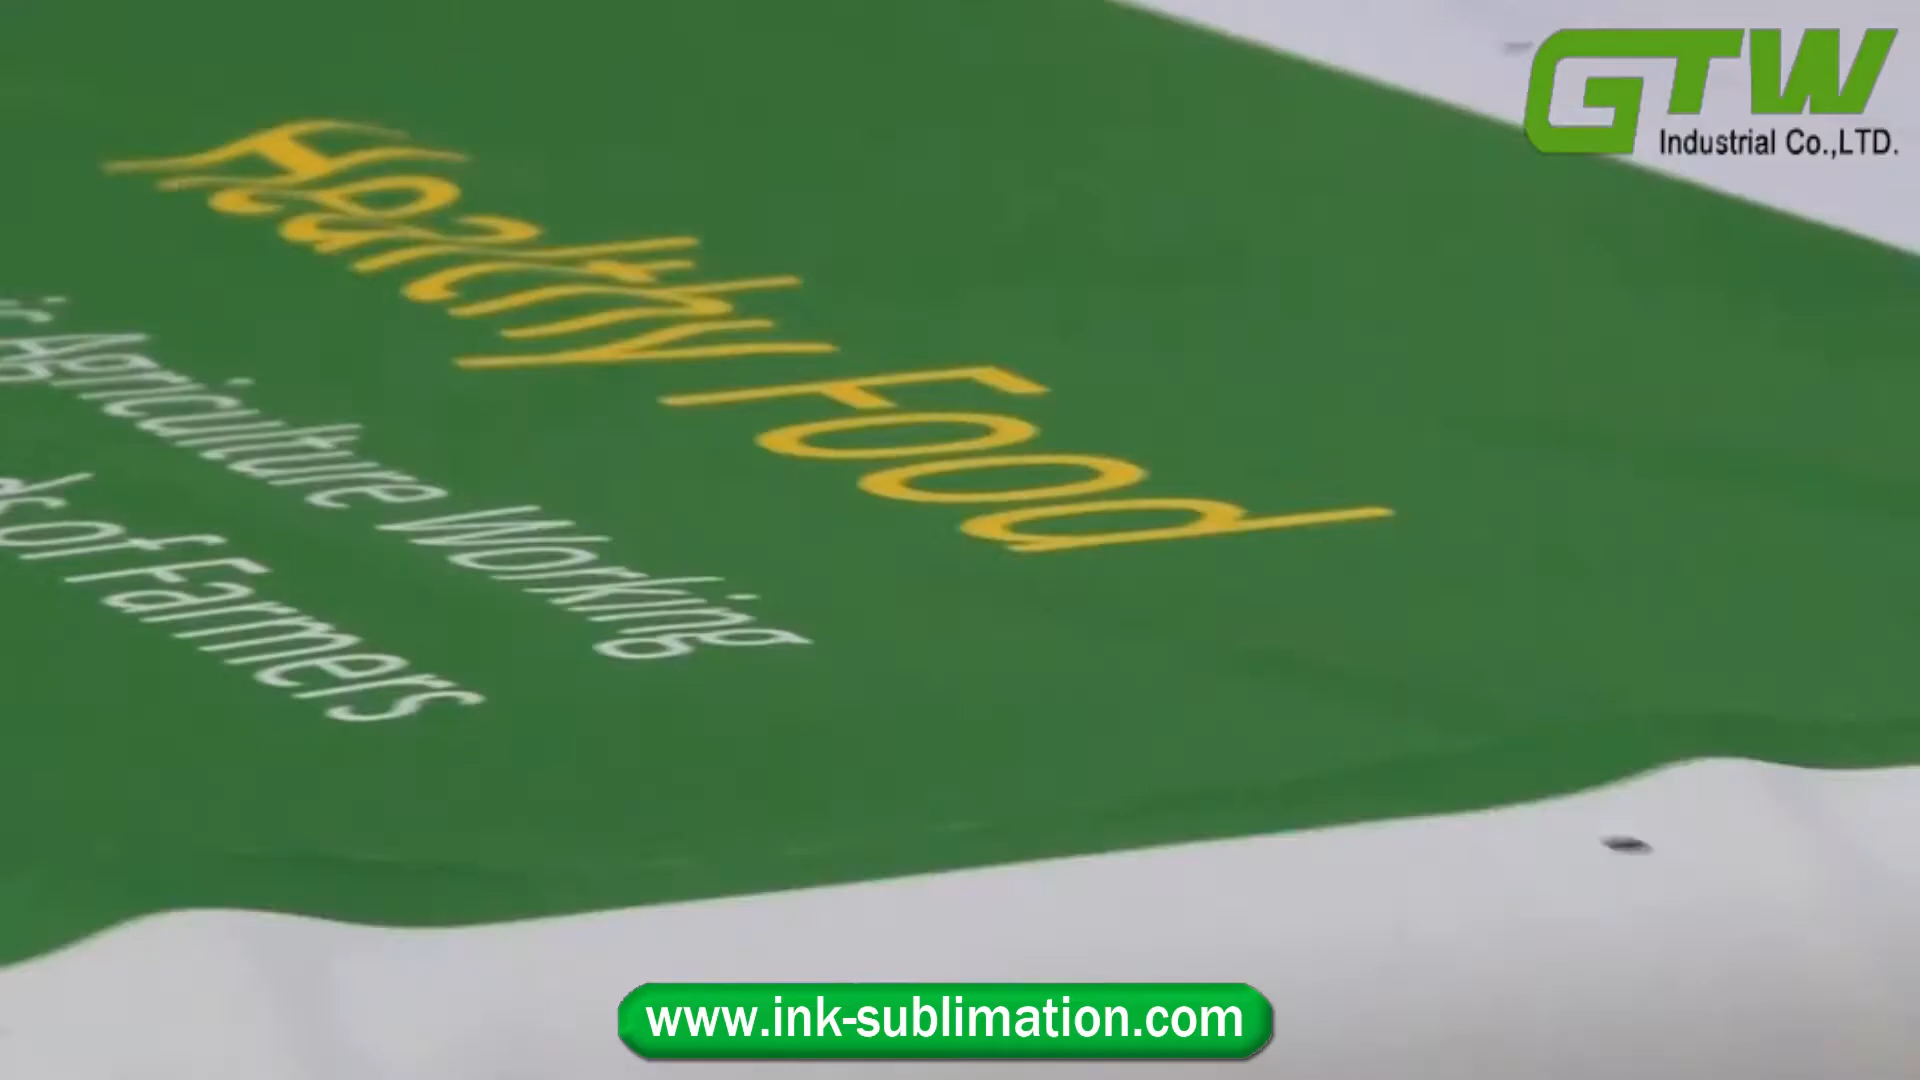 GTW
Industrial Co.,LTD.
Healthy Food
Agriculture Working
of Farmers
www.ink-sublimation.com